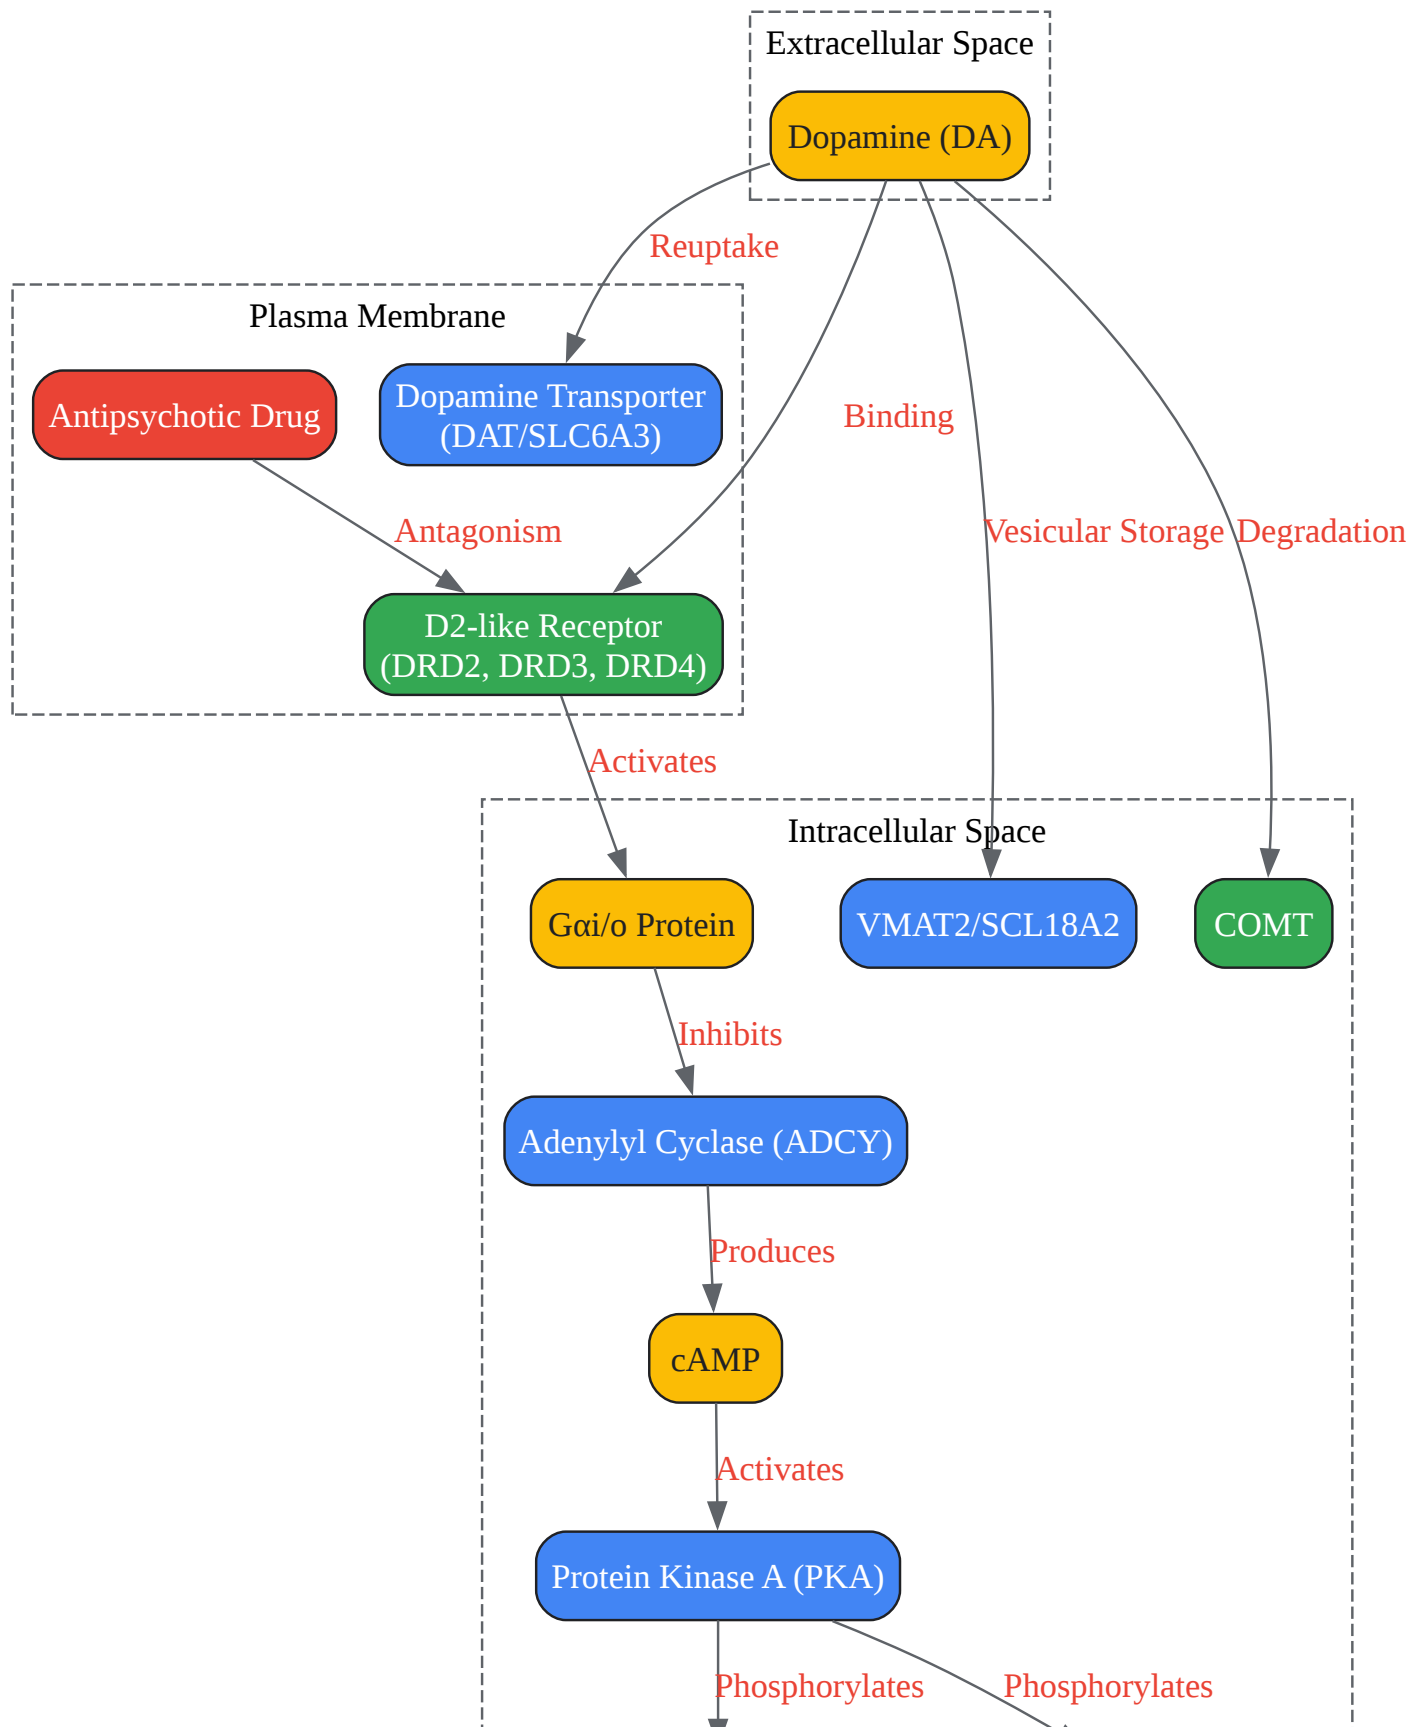 Extracellular Space
Dopamine (DA)
Reuptake
Plasma Membrane
Antipsychotic Drug
Dopamine Transporter
(DAT/SLC6A3)
Binding
Antagonism
Vesicular Storage
Degradation
D2-like Receptor
(DRD2, DRD3, DRD4)
Activates
Intracellular Space
Gαi/o Protein
VMAT2/SCL18A2
COMT
Inhibits
Adenylyl Cyclase (ADCY)
Produces
cAMP
Activates
Protein Kinase A (PKA)
Phosphorylates
Phosphorylates